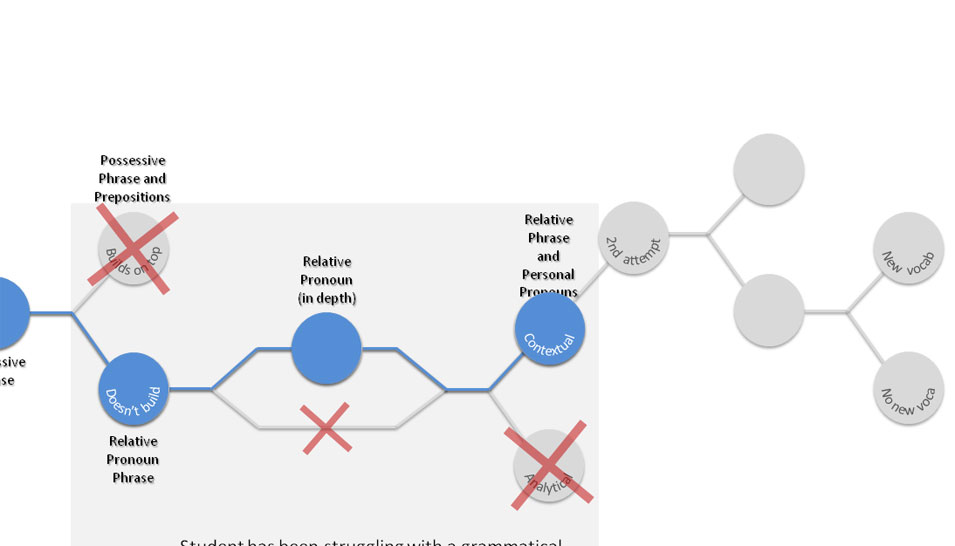 Possessive
Phrase and
Prepositions
Builds on top
Relative
Pronoun
(in depth)
Relative
Phrase
and
Personal
Pronouns
2nd attempt
New vocab
ssive
se
Contextual
Doesn't build
No new voca
Relative
Pronoun
Phrase
Analytical
Student has been struggling with a grammatical